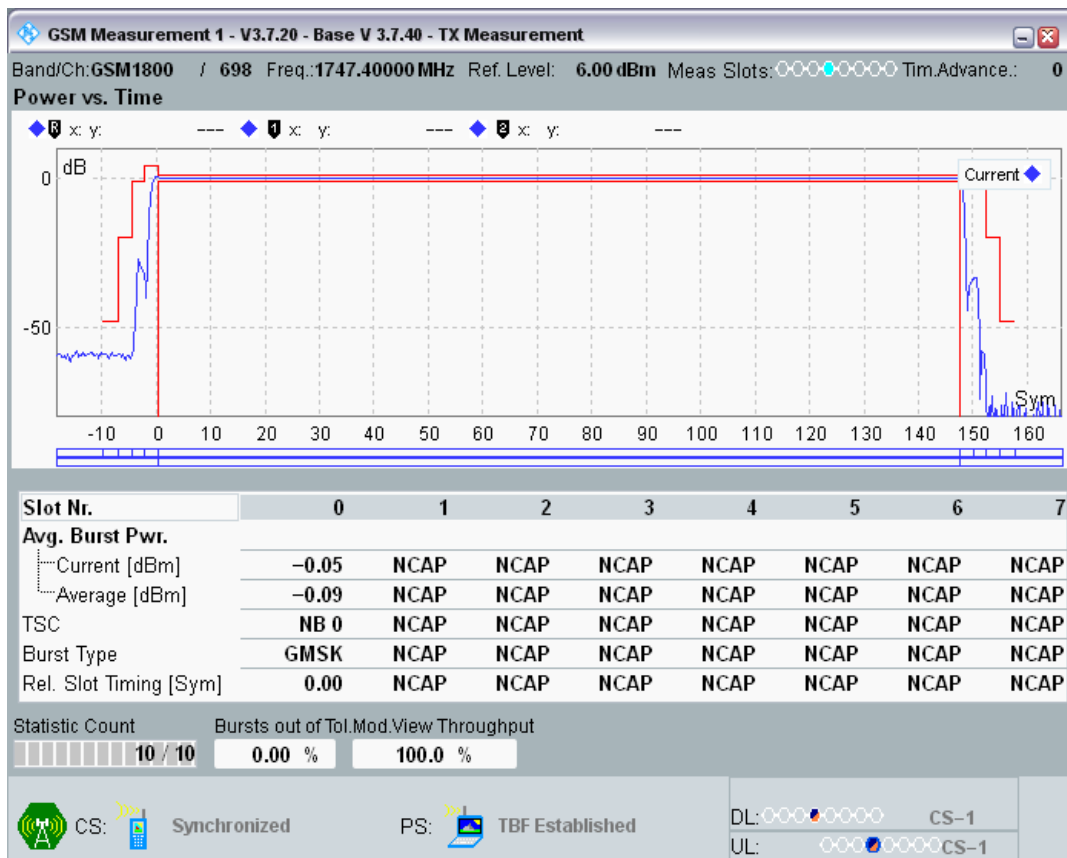 GSM Measurement 1 - V3.7.20 - Base V 3.7.40 - TX Measurement
Band/Ch:GSM1800 / 698 Freq.:1747.40000 MHz Ref. Level: 6.00 dBm Meas Slots: Tim.Advance.: 0
Power vs. Time
R x: y: --- 1 x: y: --- 2 x: y: ---
dB
0
Current
-50
Sym
-10 0 10 20 30 40 50 60 70 80 90 100 110 120 130 140 150 160
Slot Nr. 0 1 2 3 4 5 6 7
Avg. Burst Pwr.
Current [dBm] −0.05 NCAP NCAP NCAP NCAP NCAP NCAP NCAP
Average [dBm] −0.09 NCAP NCAP NCAP NCAP NCAP NCAP NCAP
TSC NB 0 NCAP NCAP NCAP NCAP NCAP NCAP NCAP
Burst Type GMSK NCAP NCAP NCAP NCAP NCAP NCAP NCAP
Rel. Slot Timing [Sym] 0.00 NCAP NCAP NCAP NCAP NCAP NCAP NCAP
Statistic Count Bursts out of Tol.Mod.View Throughput
10 / 10 0.00 % 100.0 %
CS: Synchronized PS: TBF Established
DL: CS−1
UL: CS−1